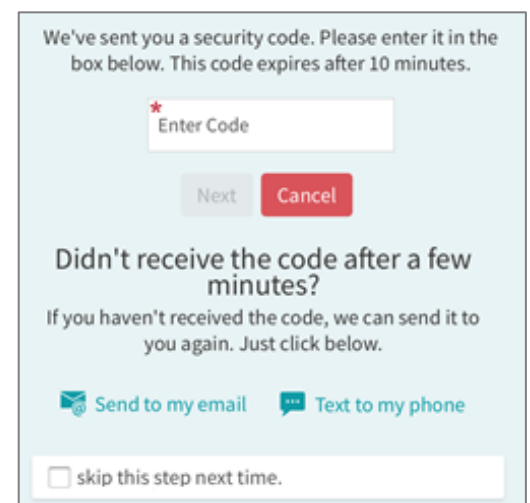 We've sent you a security code. Please enter it in the
box below. This code expires after 10 minutes.
*
Enter Code
Next Cancel
Didn't receive the code after a few
minutes?
If you haven't received the code, we can send it to
you again. Just click below.
Send to my email Text to my phone
skip this step next time.